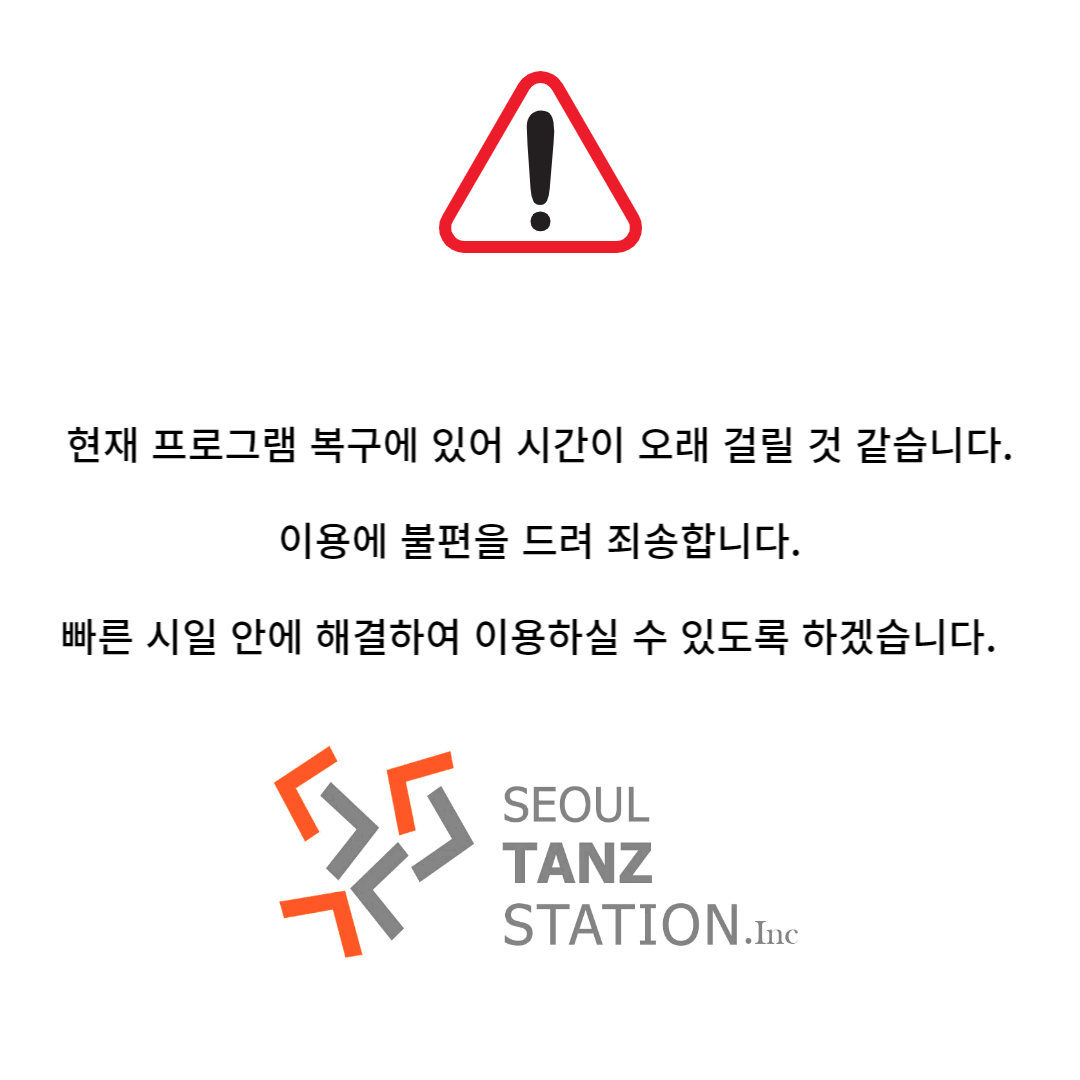 현재 프로그램 복구에 있어 시간이 오래 걸릴 것 같습니다.
이용에 불편을 드려 죄송합니다.
빠른 시일 안에 해결하여 이용하실 수 있도록 하겠습니다.
SEOUL
TANZ
STATION.Inc